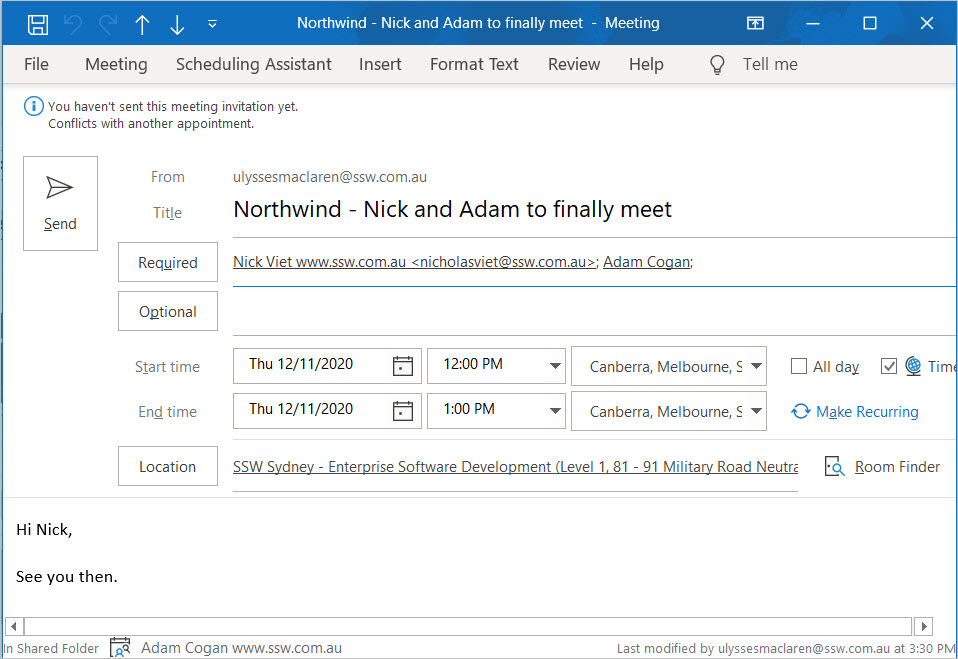 Northwind - Nick and Adam to finally meet - Meeting
File Meeting Scheduling Assistant Insert Format Text Review Help Tell me
You haven't sent this meeting invitation yet.
Conflicts with another appointment.
Send
From ulyssesmaclaren@ssw.com.au
Title Northwind - Nick and Adam to finally meet
Required Nick Viet www.ssw.com.au <nicholasviet@ssw.com.au>; Adam Cogan;
Optional
Start time Thu 12/11/2020 12:00 PM Canberra, Melbourne, S All day Time
End time Thu 12/11/2020 1:00 PM Canberra, Melbourne, S Make Recurring
Location SSW Sydney - Enterprise Software Development (Level 1, 81 - 91 Military Road Neutra Room Finder
Hi Nick,
See you then.
In Shared Folder Adam Cogan www.ssw.com.au Last modified by ulyssesmaclaren@ssw.com.au at 3:30 PM